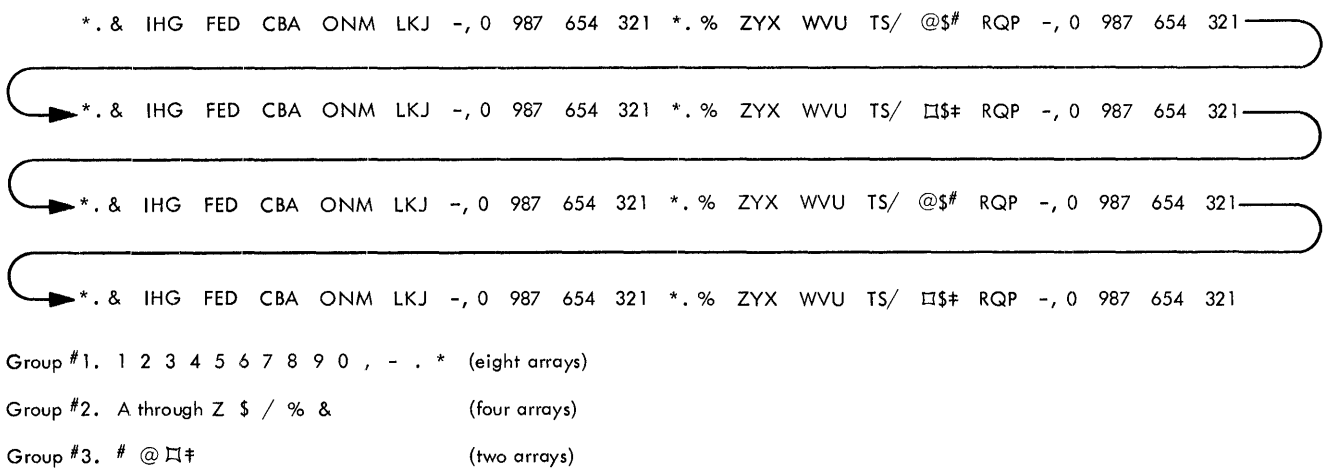 *. & IHG FED CBA ONM LKJ -, 0 987 654 321 *. % ZYX WVU TS/ @$# RQP -, 0 987 654 321
*. & IHG FED CBA ONM LKJ -, 0 987 654 321 *. % ZYX WVU TS/ ⌑$‡ RQP -, 0 987 654 321
*. & IHG FED CBA ONM LKJ -, 0 987 654 321 *. % ZYX WVU TS/ @$# RQP -, 0 987 654 321
*. & IHG FED CBA ONM LKJ -, 0 987 654 321 *. % ZYX WVU TS/ ⌑$‡ RQP -, 0 987 654 321
Group #1. 1 2 3 4 5 6 7 8 9 0 , - . * (eight arrays)
Group #2. A through Z $ / % & (four arrays)
Group #3. # @ ⌑ ‡ (two arrays)